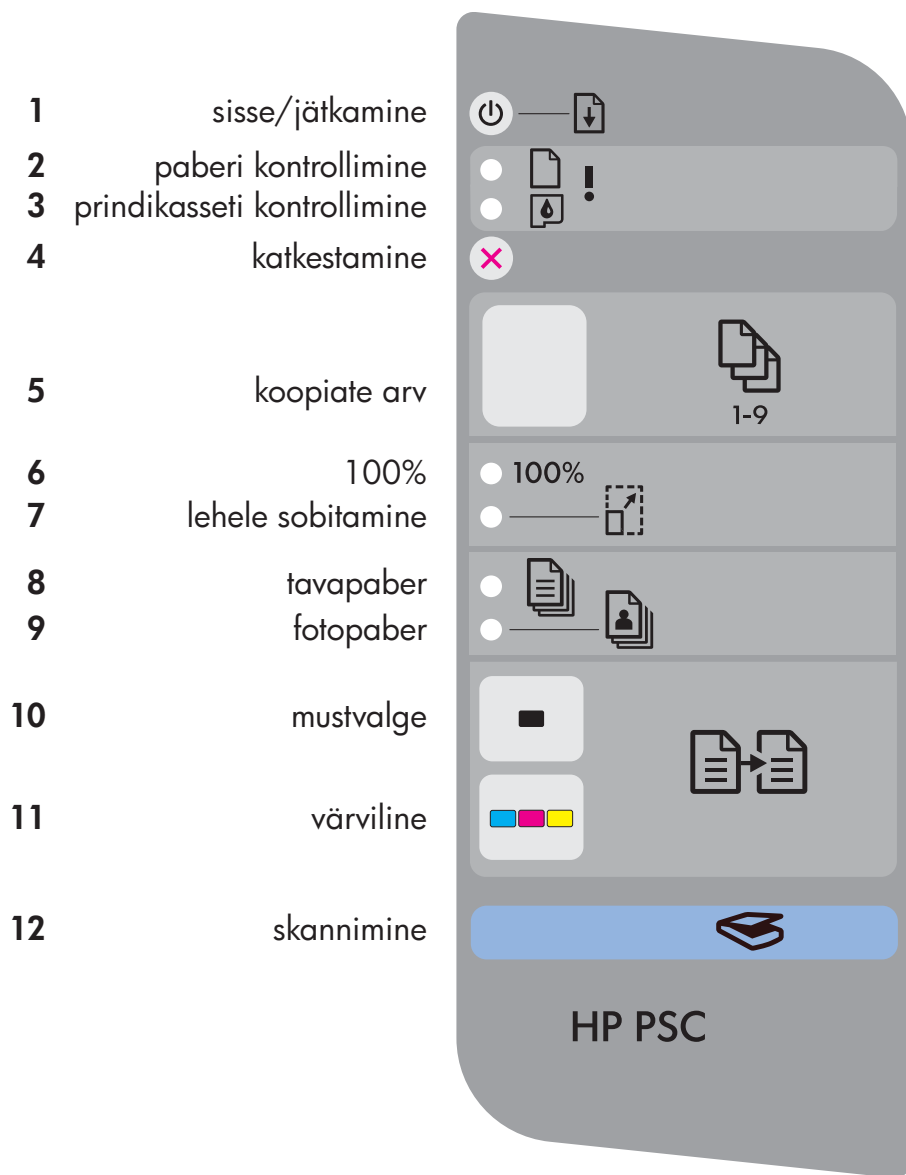 1 sisse/jätkamine
2 paberi kontrollimine
3 prindikasseti kontrollimine
!
4 katkestamine
5 koopiate arv
1-9
6 100% 100%
7 lehele sobitamine
8 tavapaber
9 fotopaber
10 mustvalge
11 värviline
12 skannimine
HP PSC